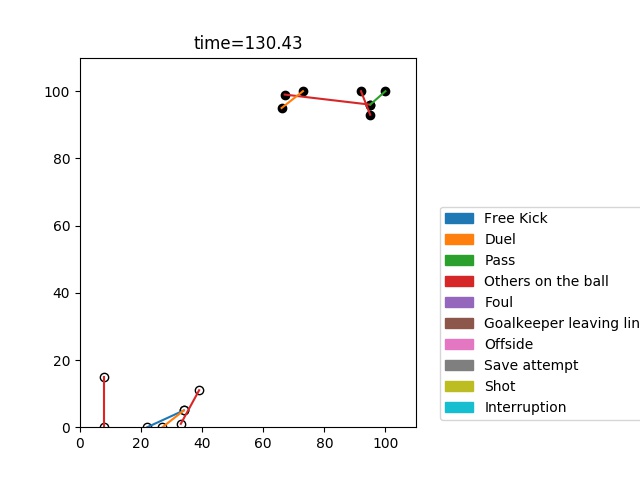 time=130.43
100
80
60
40
20
0
0 20 40 60 80 100
Free Kick
Duel
Pass
Others on the ball
Foul
Goalkeeper leaving lin
Offside
Save attempt
Shot
Interruption